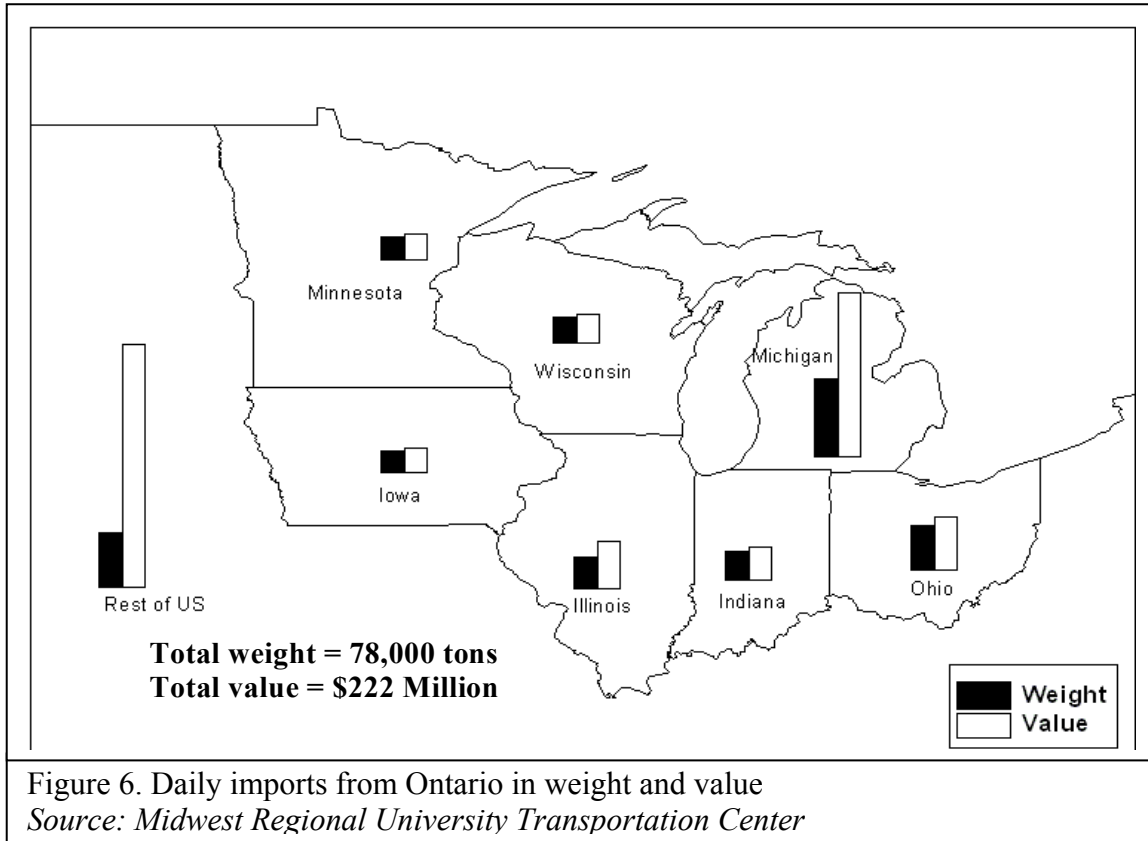 Minnesota
Wisconsin
Michigan
Iowa
Rest of US
Illinois
Indiana
Ohio
Total weight = 78,000 tons
Total value = $222 Million
Weight
Value
Figure 6. Daily imports from Ontario in weight and value
Source: Midwest Regional University Transportation Center